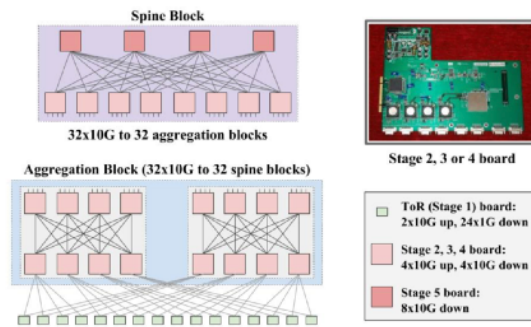 Spine Block
32x10G to 32 aggregation blocks
Aggregation Block (32x10G to 32 spine blocks)
Stage 2, 3 or 4 board
ToR (Stage 1) board:
2x10G up, 24x1G down
Stage 2, 3, 4 board:
4x10G up, 4x10G down
Stage 5 board:
8x10G down